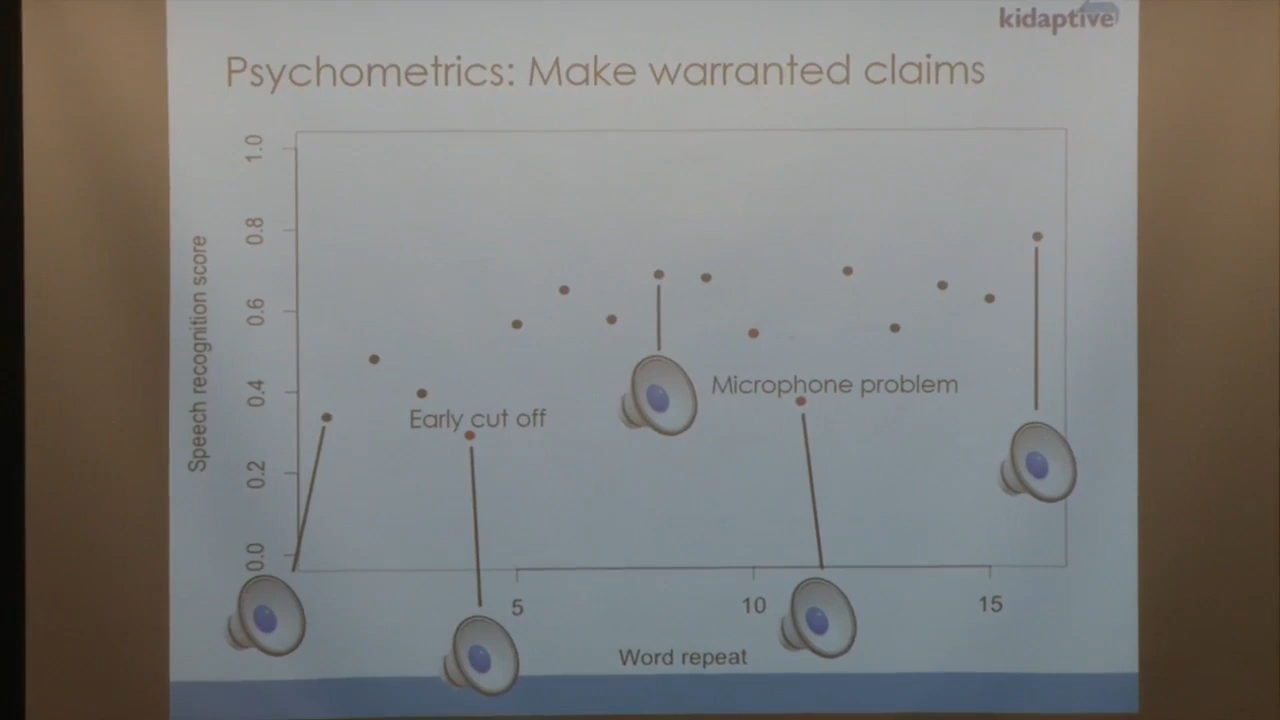 kidaptive
Psychometrics: Make warranted claims
1.0
0.8
0.6
0.4
0.2
0.0
Speech recognition score
Early cut off
Microphone problem
5
10
15
Word repeat